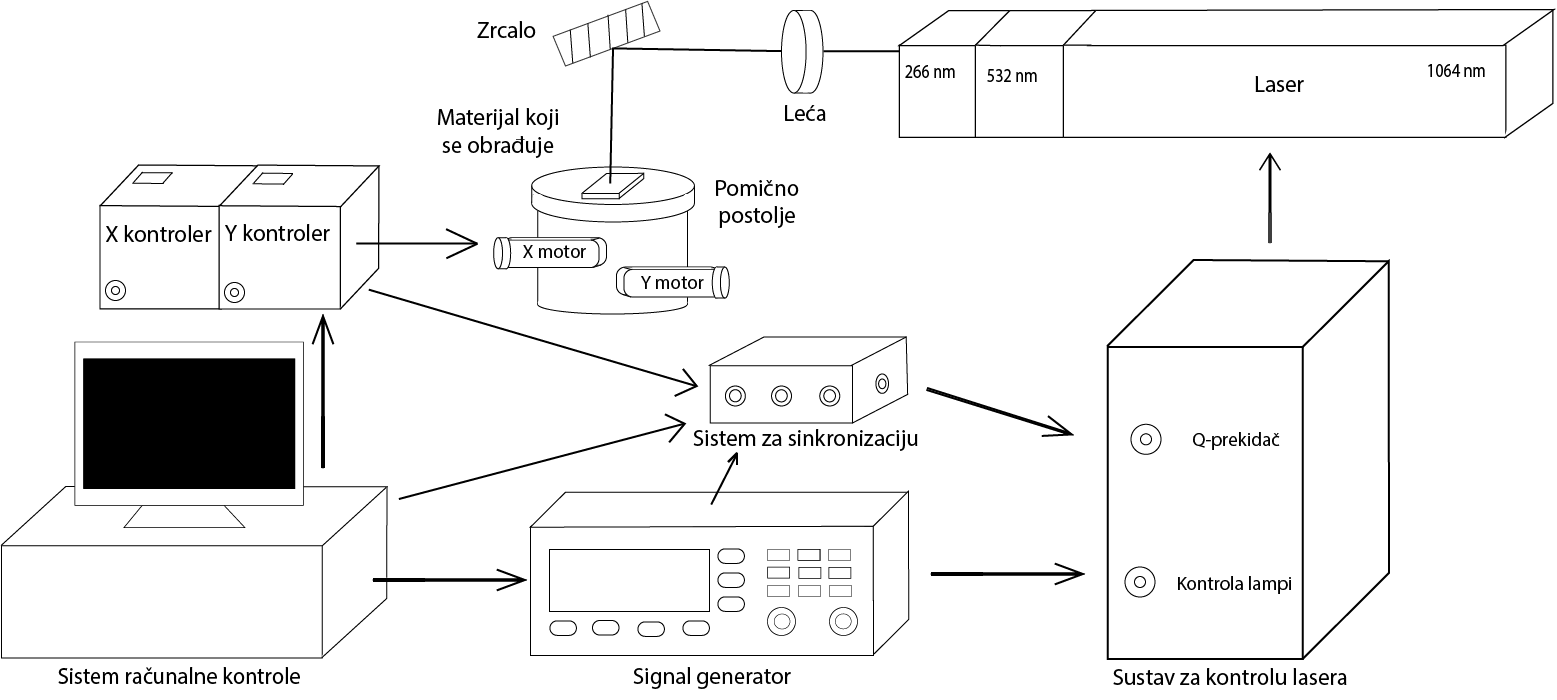 Zrcalo
266 nm
532 nm
Laser
1064 nm
Leća
Materijal koji
se obrađuje
Pomično
postolje
X kontroler
Y kontroler
X motor
Y motor
Sistem za sinkronizaciju
Q-prekidač
Kontrola lampi
Sistem računalne kontrole
Signal generator
Sustav za kontrolu lasera